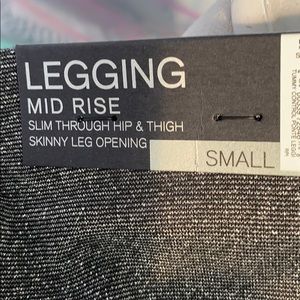 LEGGING
MID RISE
SLIM THROUGH HIP & THIGH
SKINNY LEG OPENING
SMALL